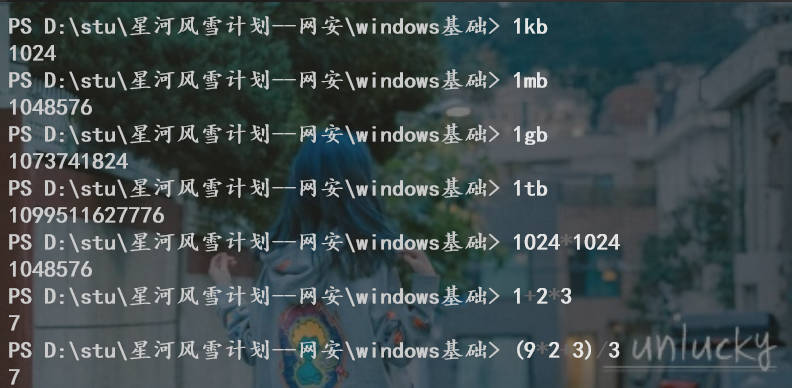 PS D:\stu\星河风雪计划--网安\windows基础> 1kb
1024
PS D:\stu\星河风雪计划--网安\windows基础> 1mb
1048576
PS D:\stu\星河风雪计划--网安\windows基础> 1gb
1073741824
PS D:\stu\星河风雪计划--网安\windows基础> 1tb
1099511627776
PS D:\stu\星河风雪计划--网安\windows基础> 1024*1024
1048576
PS D:\stu\星河风雪计划--网安\windows基础> 1+2*3
7
PS D:\stu\星河风雪计划--网安\windows基础> (9*2+3)/3
7
unlucky